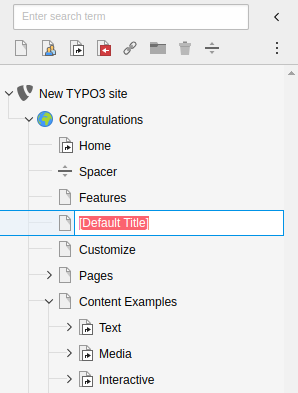 Enter search term
New TYPO3 site
Congratulations
Home
Spacer
Features
[Default Title]
Customize
Pages
Content Examples
Text
Media
Interactive